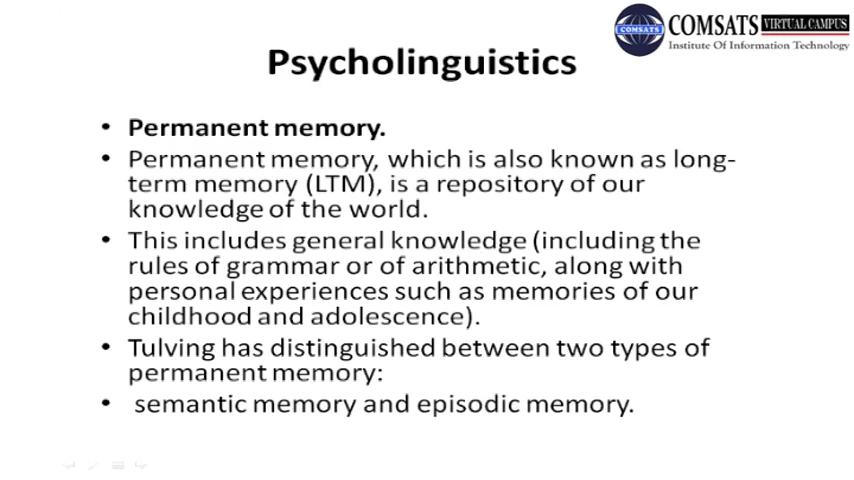 COMSATS VIRTUAL CAMPUS
COMSATS
Institute Of Information Technology
Psycholinguistics
• Permanent memory.
• Permanent memory, which is also known as long-
term memory (LTM), is a repository of our
knowledge of the world.
• This includes general knowledge (including the
rules of grammar or of arithmetic, along with
personal experiences such as memories of our
childhood and adolescence).
• Tulving has distinguished between two types of
permanent memory:
• semantic memory and episodic memory.